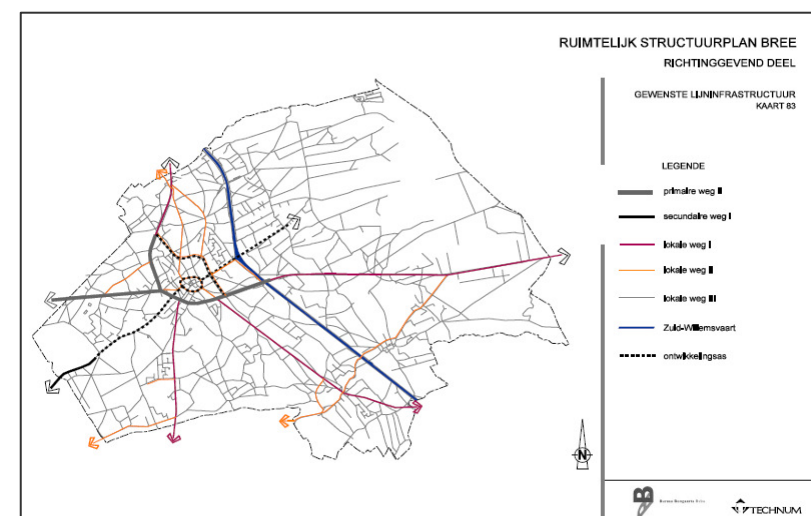 RUIMTELIJK STRUCTUURPLAN BREE
RICHTINGGEVEND DEEL
GEWENSTE LIJNINFRASTRUCTUUR
KAART 83
LEGENDE
primaire weg II
secundaire weg I
lokale weg I
lokale weg II
lokale weg III
Zuid-Willemsvaart
ontwikkelingsas
N
TECHNUM